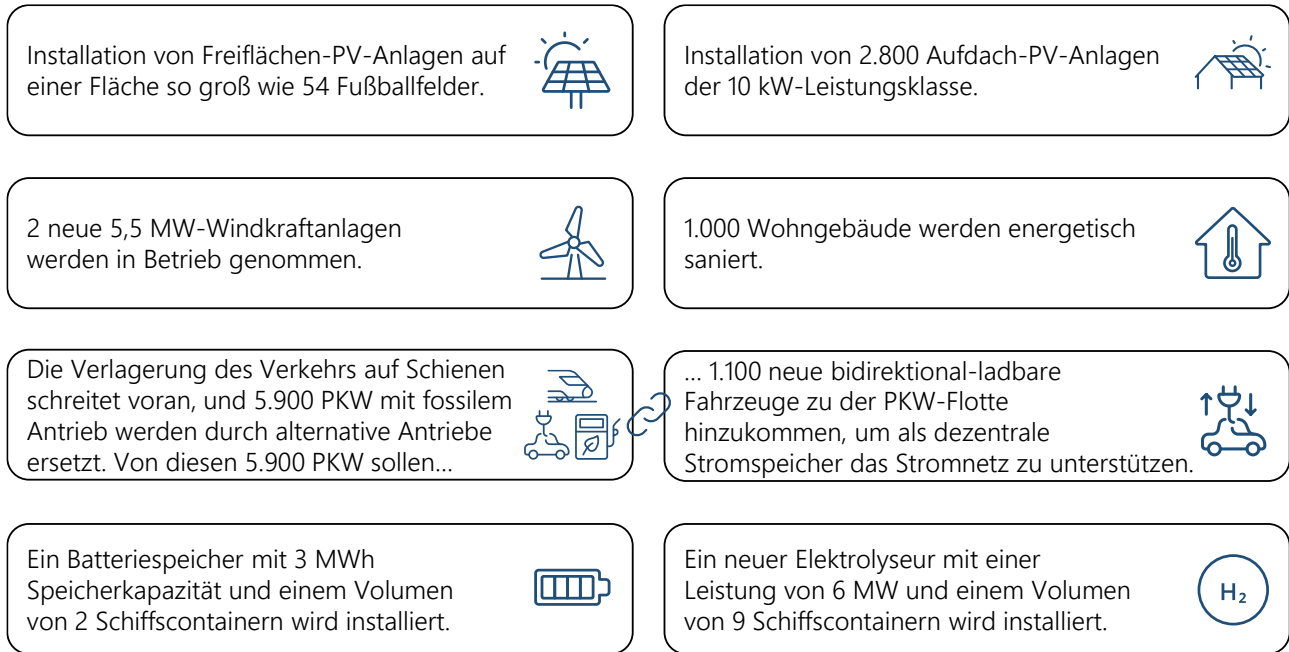 Installation von Freiflächen-PV-Anlagen auf
einer Fläche so groß wie 54 Fußballfelder.
Installation von 2.800 Aufdach-PV-Anlagen
der 10 kW-Leistungsklasse.
2 neue 5,5 MW-Windkraftanlagen
werden in Betrieb genommen.
1.000 Wohngebäude werden energetisch
saniert.
Die Verlagerung des Verkehrs auf Schienen
schreitet voran, und 5.900 PKW mit fossilem
Antrieb werden durch alternative Antriebe
ersetzt. Von diesen 5.900 PKW sollen...
... 1.100 neue bidirektional-ladbare
Fahrzeuge zu der PKW-Flotte
hinzukommen, um als dezentrale
Stromspeicher das Stromnetz zu unterstützen.
Ein Batteriespeicher mit 3 MWh
Speicherkapazität und einem Volumen
von 2 Schiffscontainern wird installiert.
Ein neuer Elektrolyseur mit einer
Leistung von 6 MW und einem Volumen
von 9 Schiffscontainern wird installiert.
H₂